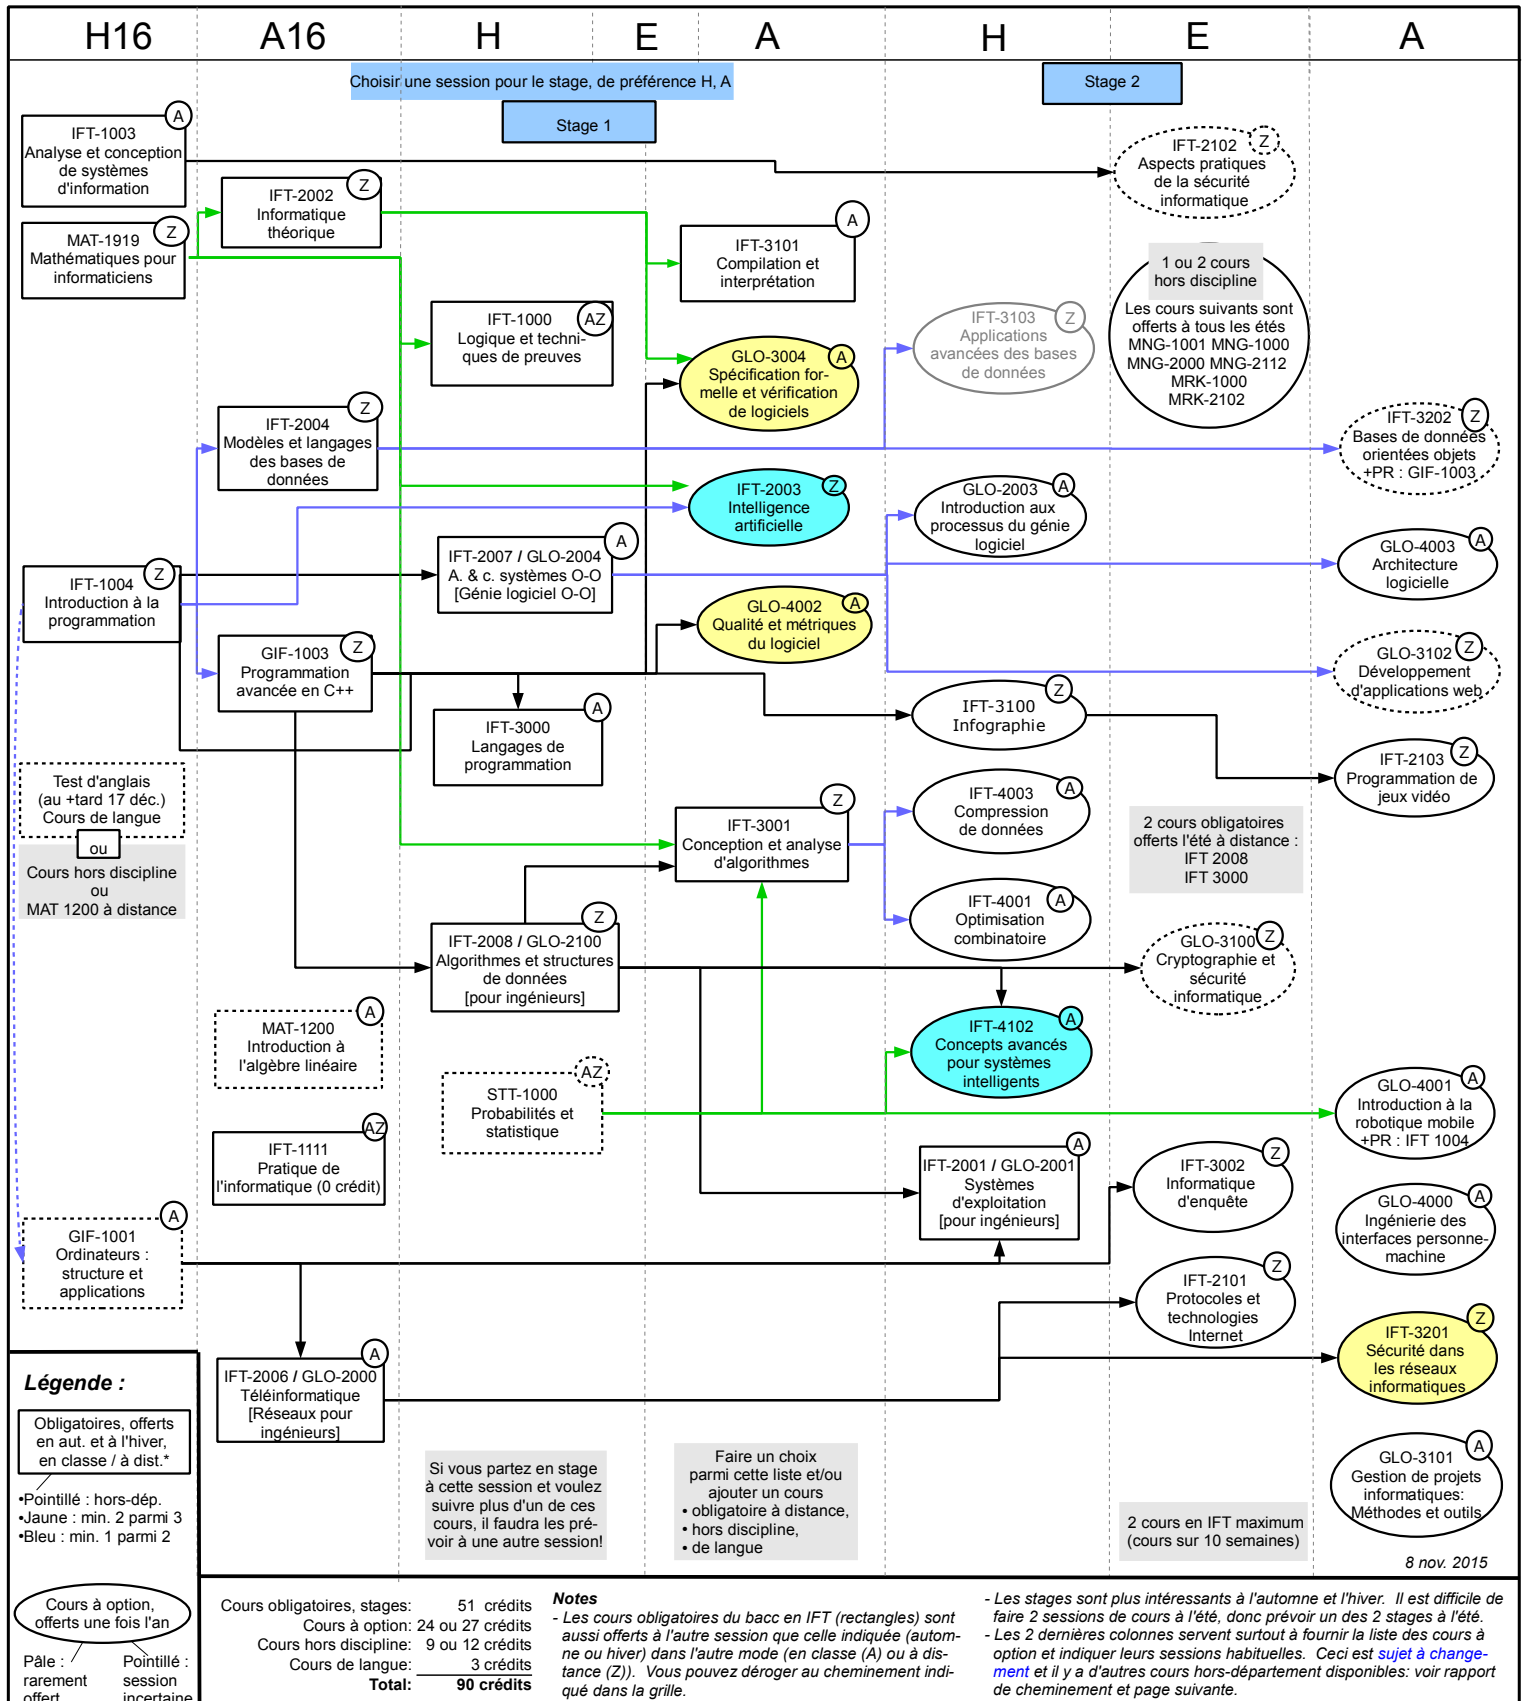 H16
A16
H
E
A
H
E
A
Choisir une session pour le stage, de préférence H, A
Stage 1
Stage 2
A
IFT-1003
Analyse et conception
de systèmes
d'information
Z
MAT-1919
Mathématiques pour
informaticiens
Z
IFT-1004
Introduction à la
programmation
Test d'anglais
(au +tard 17 déc.)
Cours de langue
ou
Cours hors discipline
ou
MAT 1200 à distance
A
GIF-1001
Ordinateurs :
structure et
applications
Z
IFT-2002
Informatique
théorique
Z
IFT-2004
Modèles et langages
des bases de
données
Z
GIF-1003
Programmation
avancée en C++
A
MAT-1200
Introduction à
l'algèbre linéaire
AZ
IFT-1111
Pratique de
l'informatique (0 crédit)
A
IFT-2006 / GLO-2000
Téléinformatique
[Réseaux pour
ingénieurs]
AZ
IFT-1000
Logique et techni-
ques de preuves
A
IFT-2007 / GLO-2004
A. & c. systèmes O-O
[Génie logiciel O-O]
A
IFT-3000
Langages de
programmation
Z
IFT-2008 / GLO-2100
Algorithmes et structures
de données
[pour ingénieurs]
AZ
STT-1000
Probabilités et
statistique
Si vous partez en stage
à cette session et voulez
suivre plus d'un de ces
cours, il faudra les pré-
voir à une autre session!
A
IFT-3101
Compilation et
interprétation
A
GLO-3004
Spécification for-
melle et vérification
de logiciels
Z
IFT-2003
Intelligence
artificielle
A
GLO-4002
Qualité et métriques
du logiciel
Z
IFT-3001
Conception et analyse
d'algorithmes
Faire un choix
parmi cette liste et/ou
ajouter un cours
• obligatoire à distance,
• hors discipline,
• de langue
Z
IFT-3103
Applications
avancées des bases
de données
A
GLO-2003
Introduction aux
processus du génie
logiciel
Z
IFT-3100
Infographie
A
IFT-4003
Compression
de données
A
IFT-4001
Optimisation
combinatoire
A
IFT-4102
Concepts avancés
pour systèmes
intelligents
A
IFT-2001 / GLO-2001
Systèmes
d'exploitation
[pour ingénieurs]
Z
IFT-2102
Aspects pratiques
de la sécurité
informatique
1 ou 2 cours
hors discipline
Les cours suivants sont
offerts à tous les étés
MNG-1001 MNG-1000
MNG-2000 MNG-2112
MRK-1000
MRK-2102
2 cours obligatoires
offerts l'été à distance :
IFT 2008
IFT 3000
Z
GLO-3100
Cryptographie et
sécurité
informatique
Z
IFT-3002
Informatique
d'enquête
Z
IFT-2101
Protocoles et
technologies
Internet
2 cours en IFT maximum
(cours sur 10 semaines)
Z
IFT-3202
Bases de données
orientées objets
+PR : GIF-1003
A
GLO-4003
Architecture
logicielle
Z
GLO-3102
Développement
d'applications web
Z
IFT-2103
Programmation de
jeux vidéo
A
GLO-4001
Introduction à la
robotique mobile
+PR : IFT 1004
A
GLO-4000
Ingénierie des
interfaces personne-
machine
Z
IFT-3201
Sécurité dans
les réseaux
informatiques
A
GLO-3101
Gestion de projets
informatiques:
Méthodes et outils
8 nov. 2015
Légende :
Obligatoires, offerts
en aut. et à l'hiver,
en classe / à dist.*
•Pointillé : hors-dép.
•Jaune : min. 2 parmi 3
•Bleu : min. 1 parmi 2
Cours à option,
offerts une fois l'an
Pâle :
rarement
offert
Pointillé :
session
incertaine
Cours obligatoires, stages: 51 crédits
Cours à option: 24 ou 27 crédits
Cours hors discipline: 9 ou 12 crédits
Cours de langue: 3 crédits
Total: 90 crédits
Notes
- Les cours obligatoires du bacc en IFT (rectangles) sont
aussi offerts à l'autre session que celle indiquée (autom-
ne ou hiver) dans l'autre mode (en classe (A) ou à dis-
tance (Z)). Vous pouvez déroger au cheminement indi-
qué dans la grille.
- Les stages sont plus intéressants à l'automne et l'hiver. Il est difficile de
faire 2 sessions de cours à l'été, donc prévoir un des 2 stages à l'été.
- Les 2 dernières colonnes servent surtout à fournir la liste des cours à
option et indiquer leurs sessions habituelles. Ceci est sujet à change-
ment et il y a d'autres cours hors-département disponibles: voir rapport
de cheminement et page suivante.